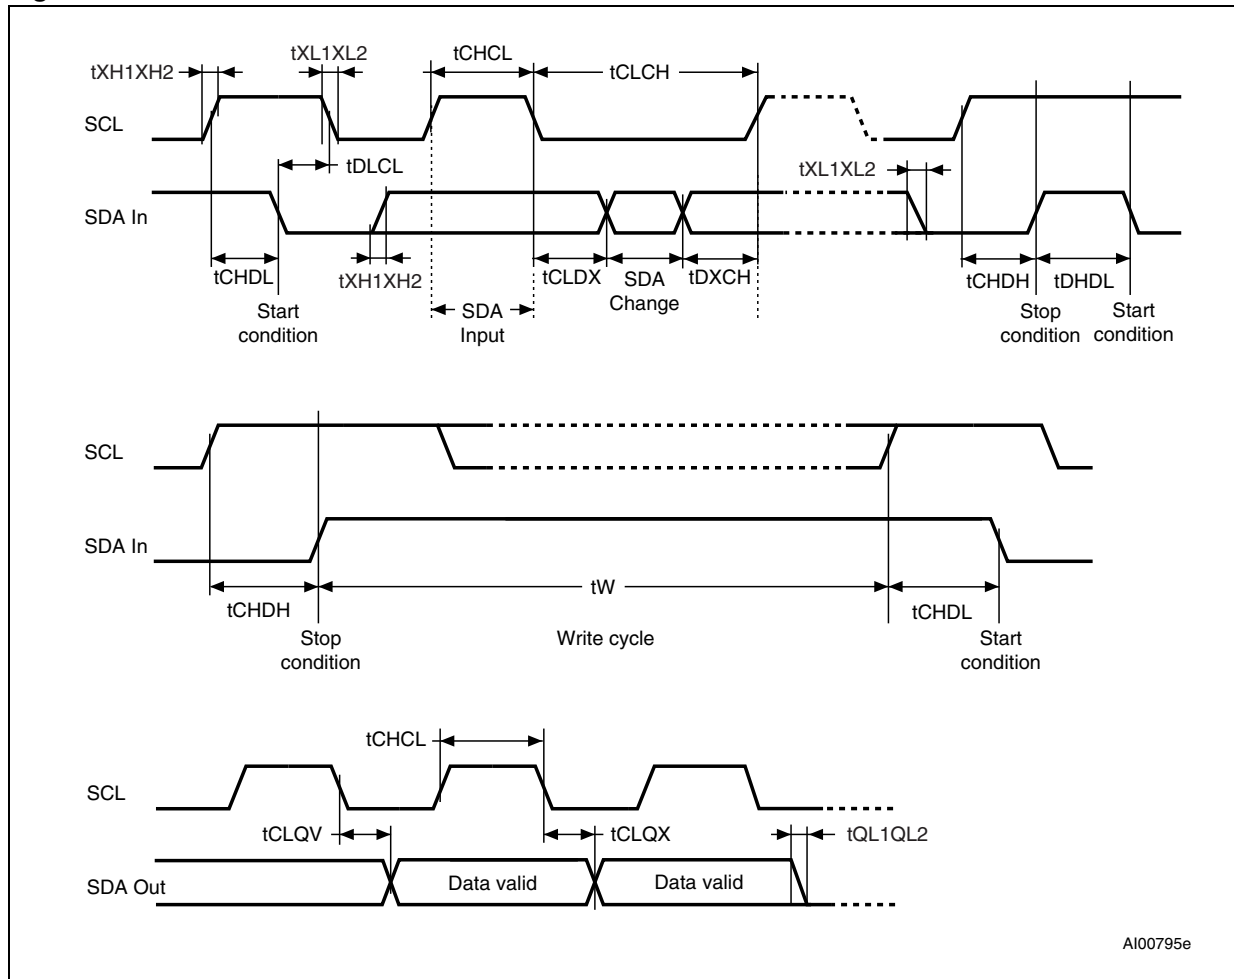 tXH1XH2
tXL1XL2
tCHCL
tCLCH
SCL
tDLCL
tXL1XL2
SDA In
tCHDL
tXH1XH2
tCLDX
SDA
Change
tDXCH
tCHDH
tDHDL
Start
condition
SDA
Input
Stop
condition
Start
condition
SCL
SDA In
tCHDH
tW
tCHDL
Stop
condition
Write cycle
Start
condition
tCHCL
SCL
tCLQV
tCLQX
tQL1QL2
SDA Out
Data valid
Data valid
AI00795e